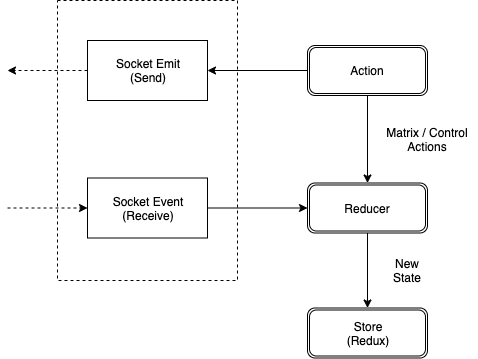 Socket Emit
(Send)
Action
Matrix / Control
Actions
Socket Event
(Receive)
Reducer
New
State
Store
(Redux)